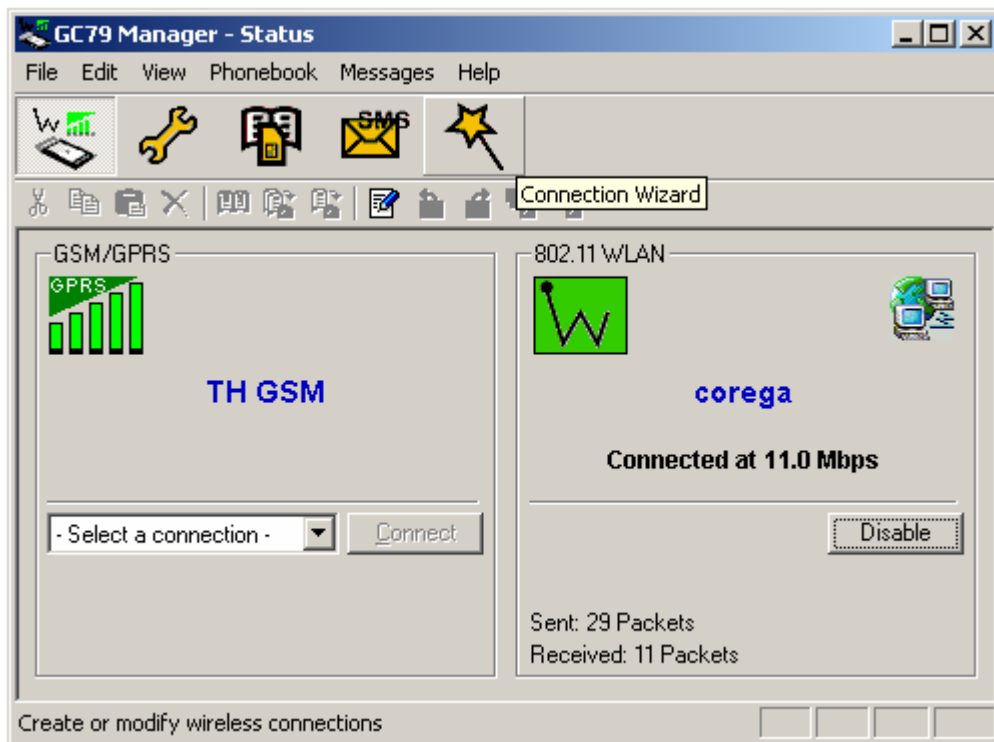 GC79 Manager - Status
File Edit View Phonebook Messages Help
SMS
Connection Wizard
GSM/GPRS
GPRS
TH GSM
- Select a connection -
Connect
802.11 WLAN
corega
Connected at 11.0 Mbps
Disable
Sent: 29 Packets
Received: 11 Packets
Create or modify wireless connections